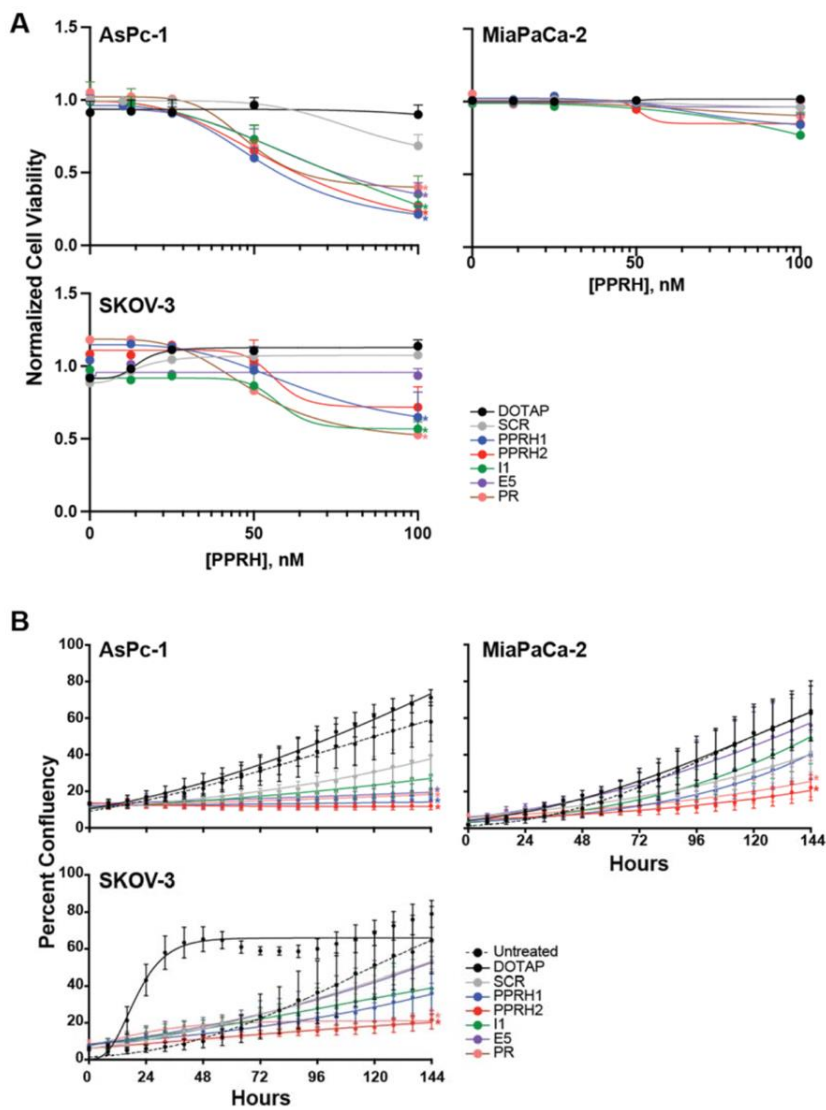 A
AsPc-1
MiaPaCa-2
1.5
1.0
0.5
0.0
0
50
100
[PPRH], nM
SKOV-3
1.5
1.0
0.5
0.0
0
50
100
[PPRH], nM
Normalized Cell Viability
DOTAP
SCR
PPRH1
PPRH2
I1
E5
PR
B
AsPc-1
MiaPaCa-2
100
80
60
40
20
0
0
24
48
72
96
120
144
Hours
SKOV-3
100
80
60
40
20
0
0
24
48
72
96
120
144
Hours
Percent Confluency
Untreated
DOTAP
SCR
PPRH1
PPRH2
I1
E5
PR